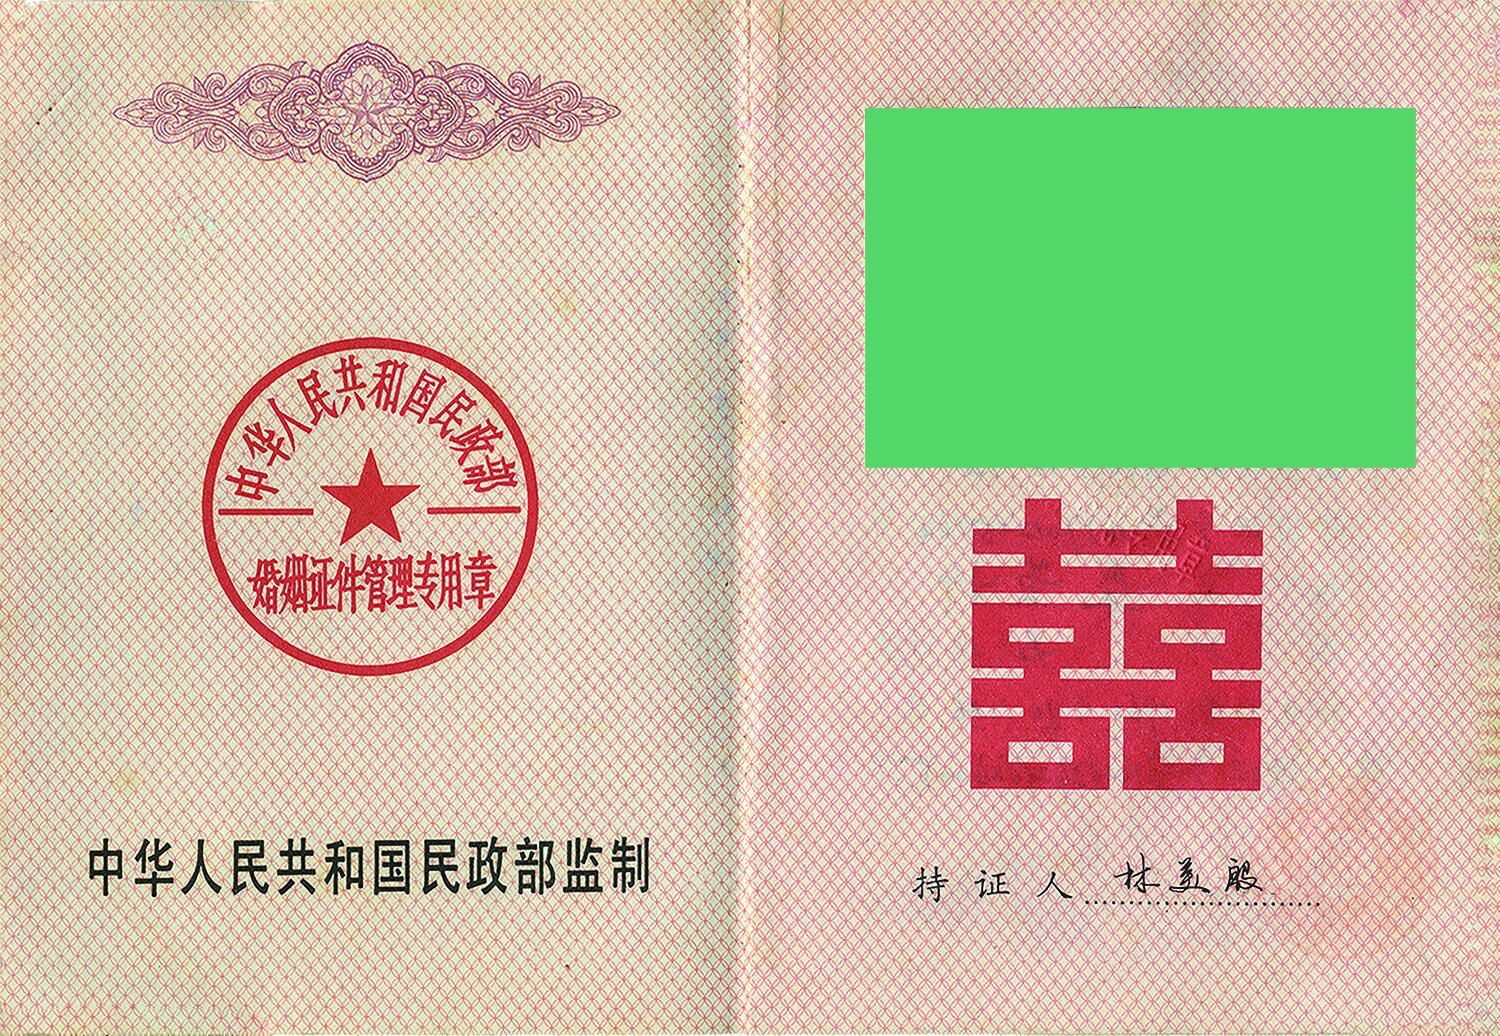 中华人民共和国民政部
婚姻证件管理专用章
中华人民共和国民政部监制
囍
持证人 林美殷